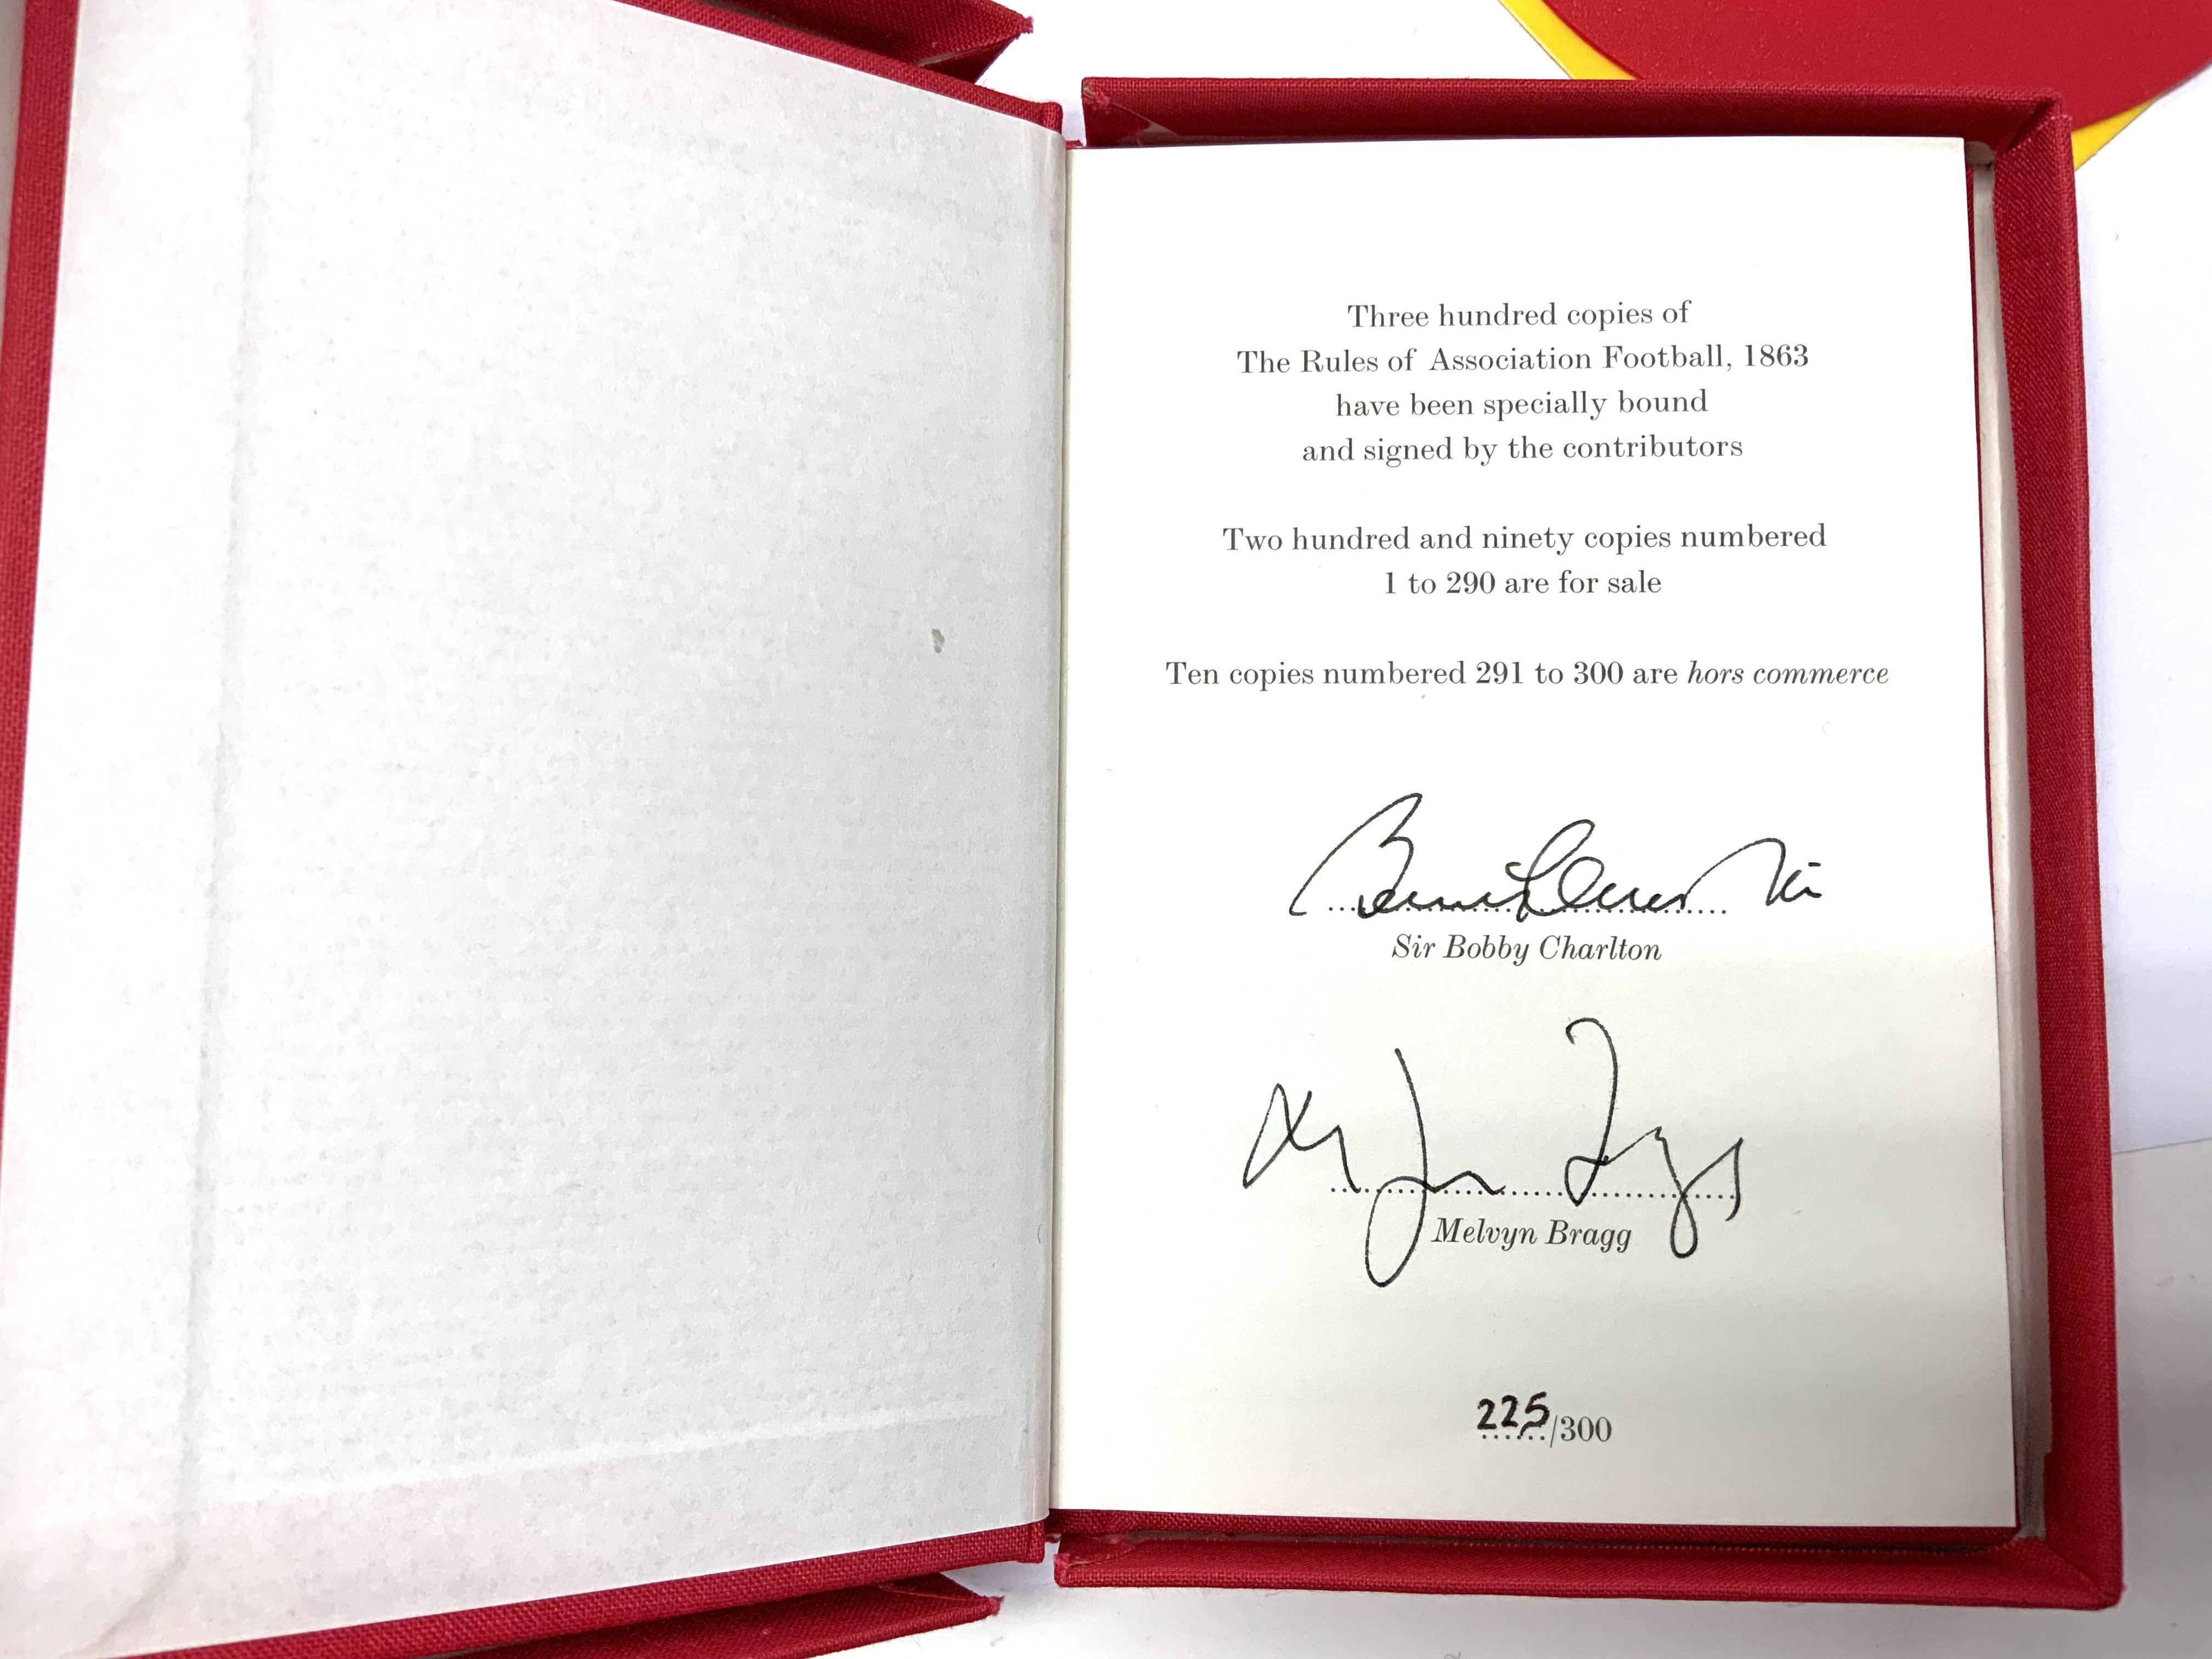 Three hundred copies of
The Rules of Association Football, 1863
have been specially bound
and signed by the contributors
Two hundred and ninety copies numbered
1 to 290 are for sale
Ten copies numbered 291 to 300 are hors commerce
Sir Bobby Charlton
Melvyn Bragg
225/300